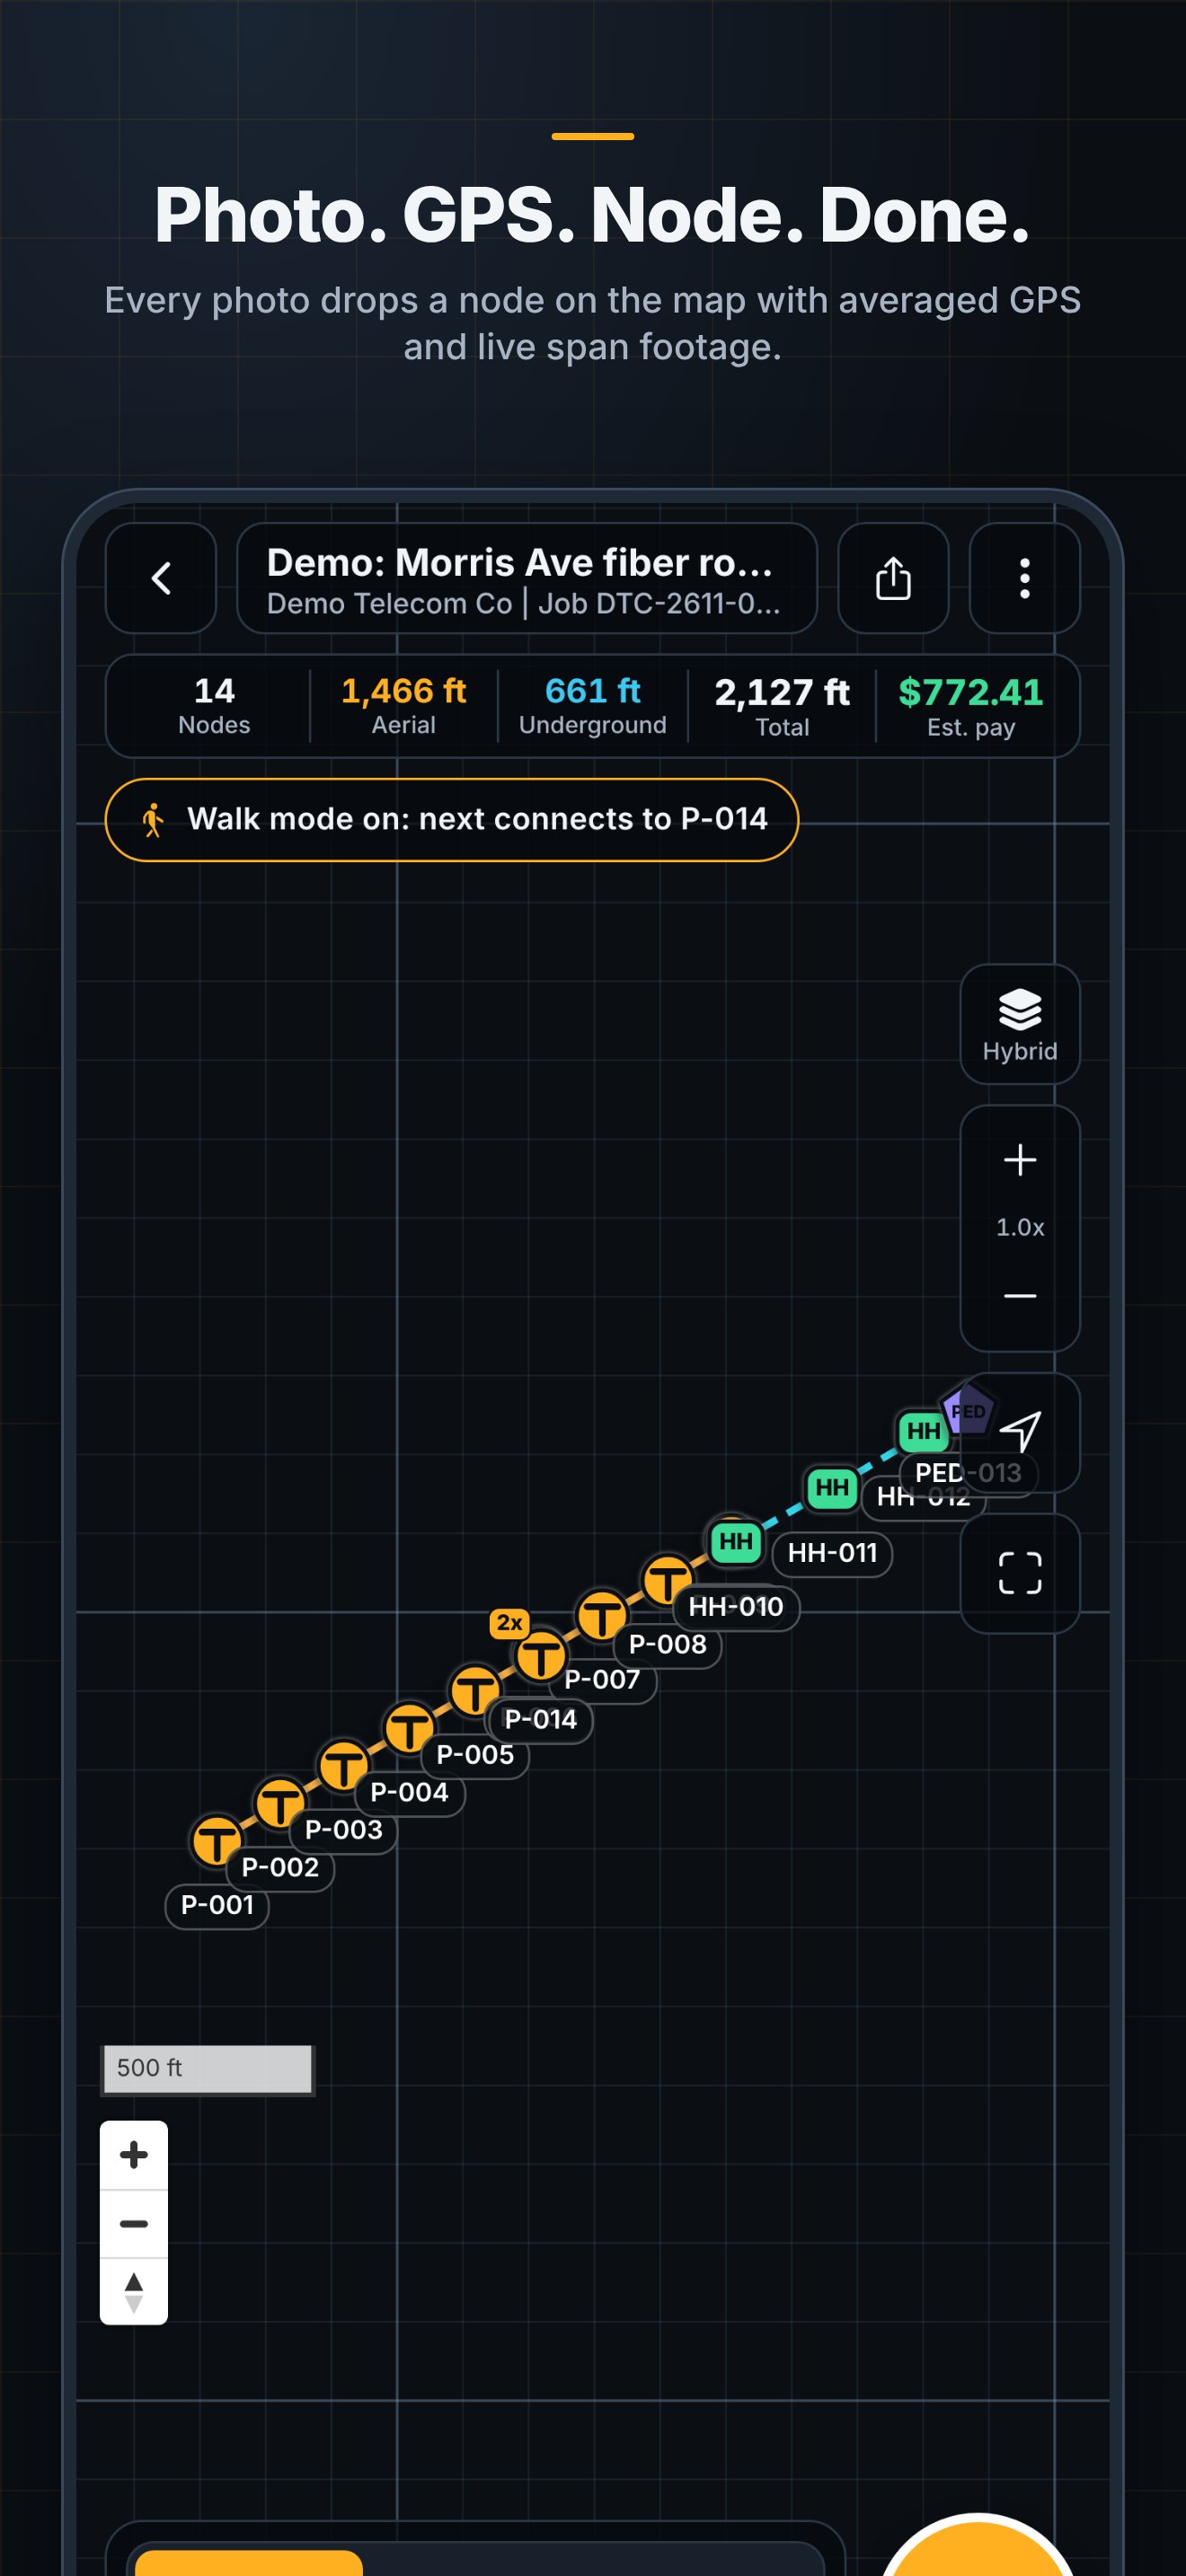 Photo. GPS. Node. Done.
Every photo drops a node on the map with averaged GPS
and live span footage.
Demo: Morris Ave fiber ro...
Demo Telecom Co | Job DTC-2611-0...
14
Nodes
1,466 ft
Aerial
661 ft
Underground
2,127 ft
Total
$772.41
Est. pay
Walk mode on: next connects to P-014
Hybrid
1.0x
PED
HH
PED-013
HH
HH-012
HH
HH-011
T
HH-010
2x
T
P-008
T
P-007
T
P-014
T
P-005
T
P-004
T
P-003
T
P-002
P-001
500 ft